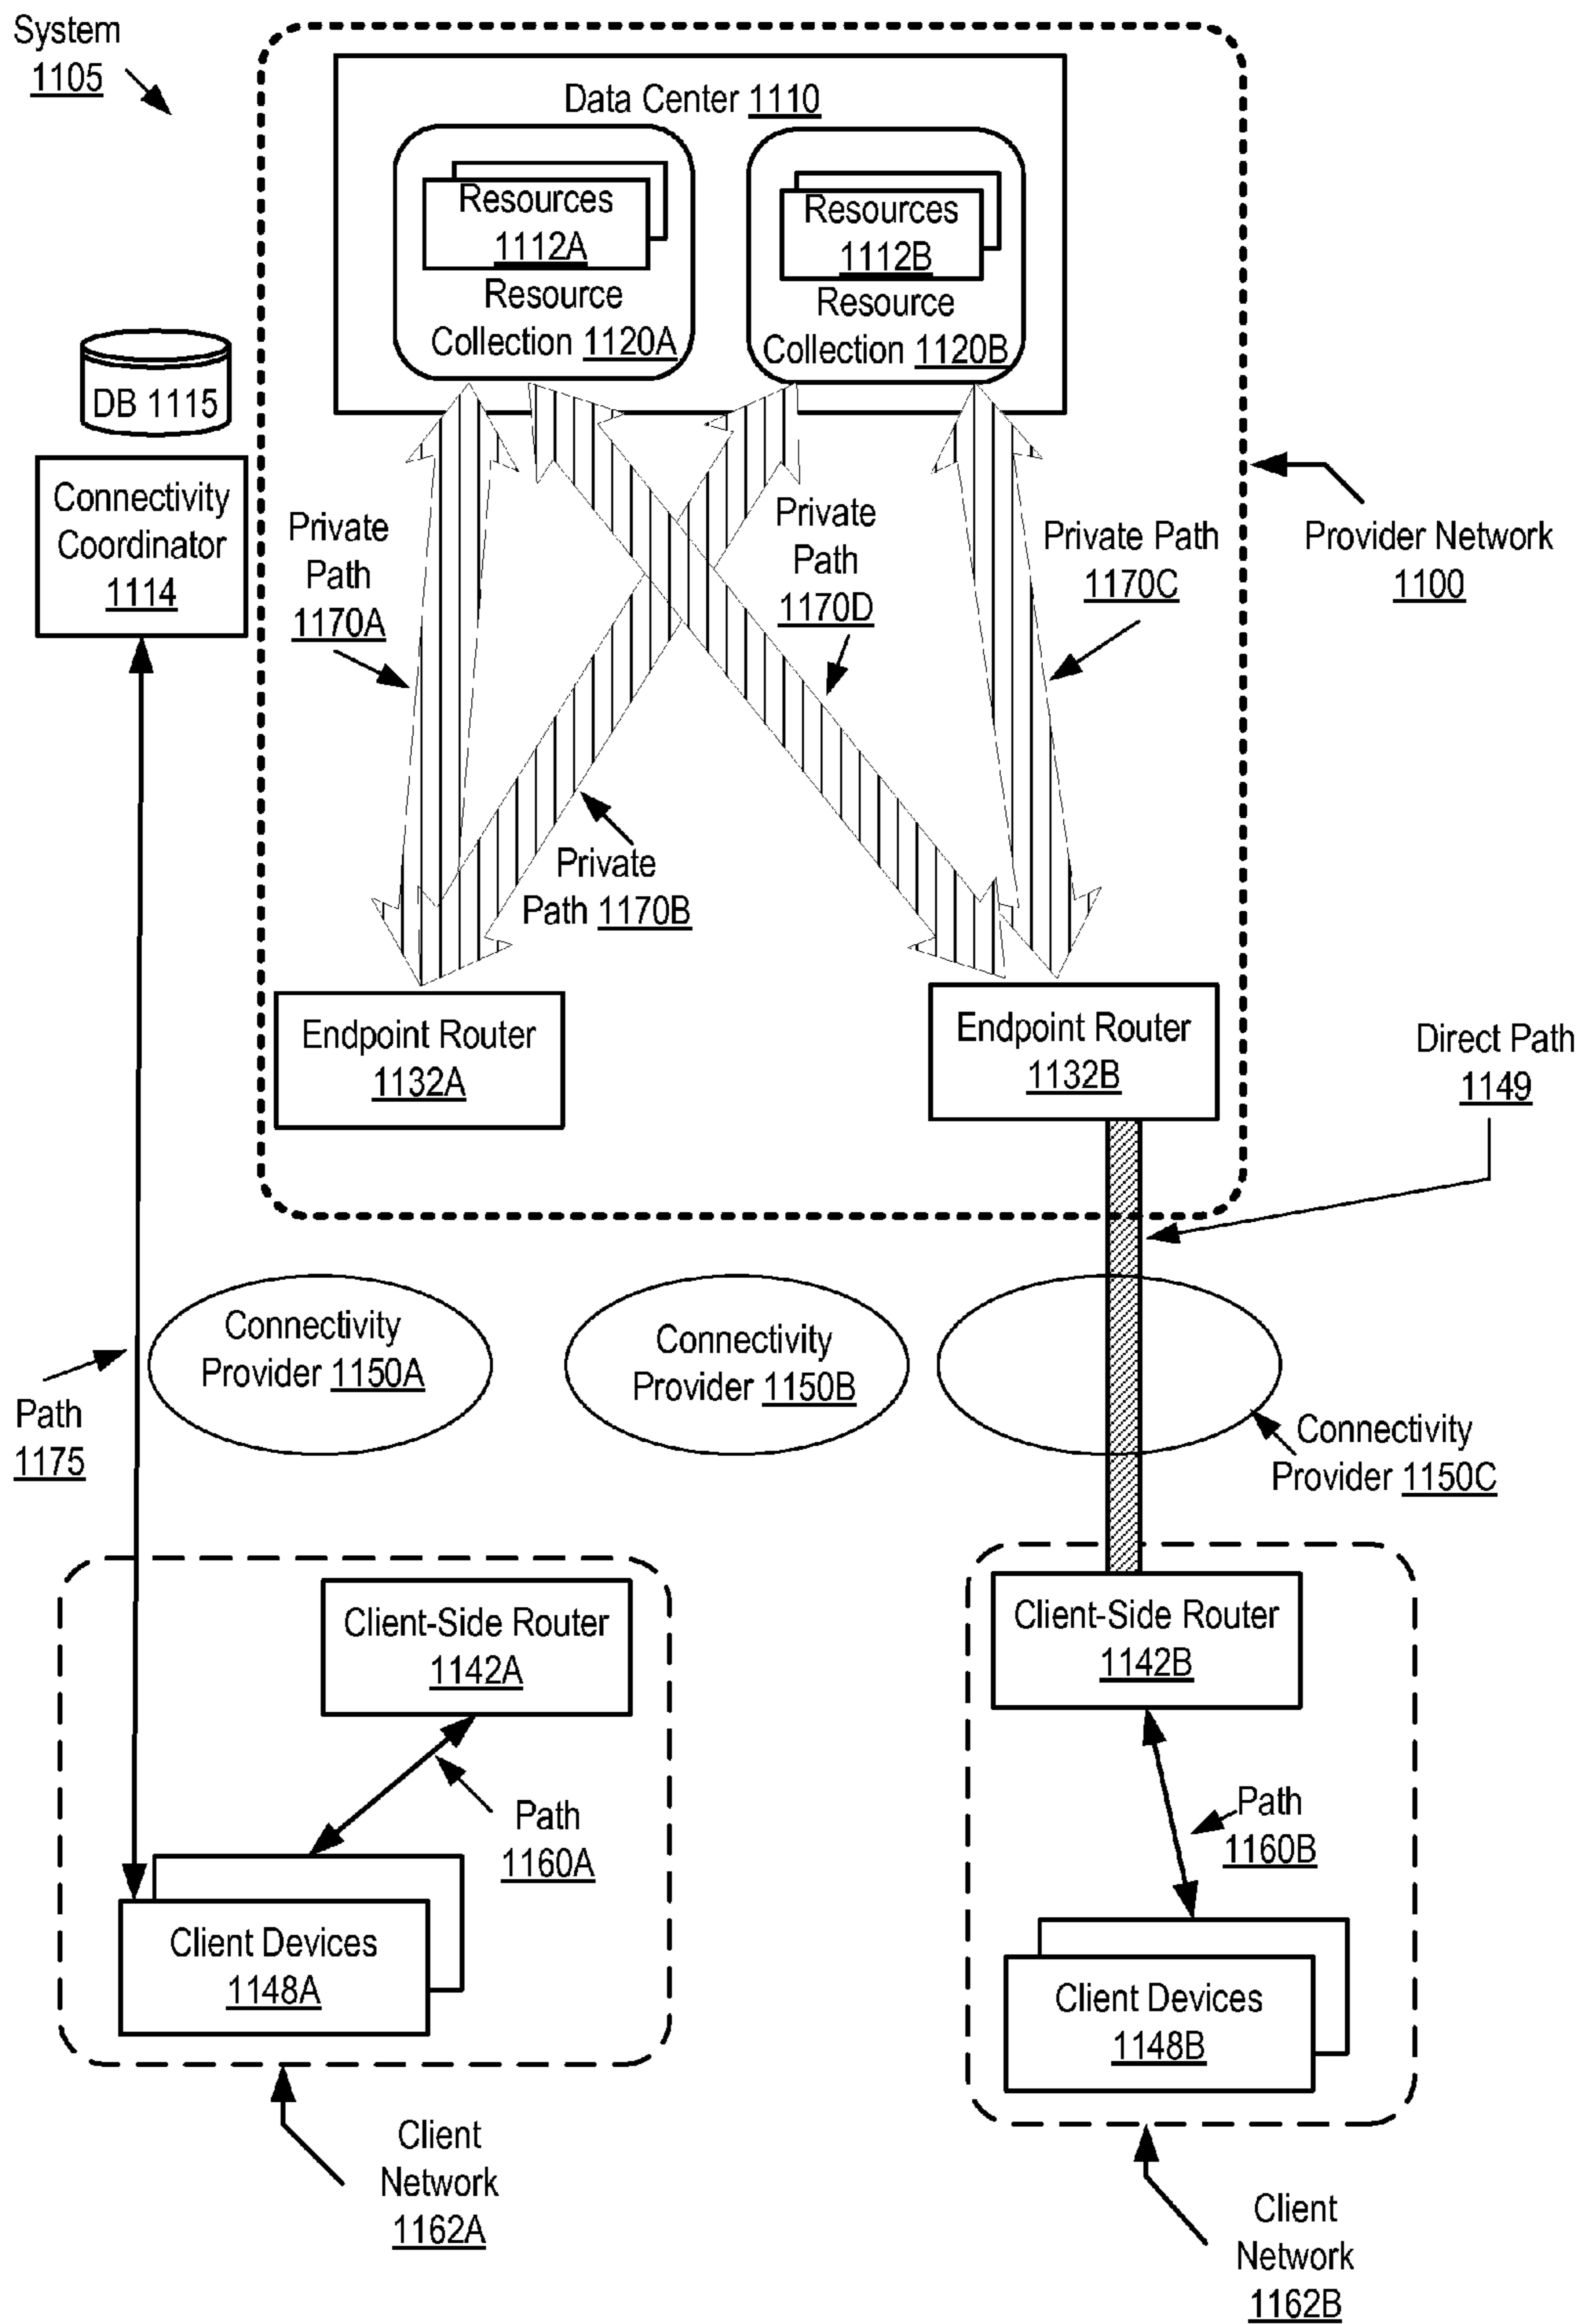 System
1105
Data Center 1110
Resources
1112A
Resource
Collection 1120A
Resources
1112B
Resource
Collection 1120B
DB 1115
Connectivity
Coordinator
1114
Private
Path
1170A
Private
Path
1170D
Private Path
1170C
Provider Network
1100
Private
Path 1170B
Endpoint Router
1132A
Endpoint Router
1132B
Direct Path
1149
Connectivity
Provider 1150A
Connectivity
Provider 1150B
Connectivity
Provider 1150C
Path
1175
Client-Side Router
1142A
Path
1160A
Client Devices
1148A
Client
Network
1162A
Client-Side Router
1142B
Path
1160B
Client Devices
1148B
Client
Network
1162B